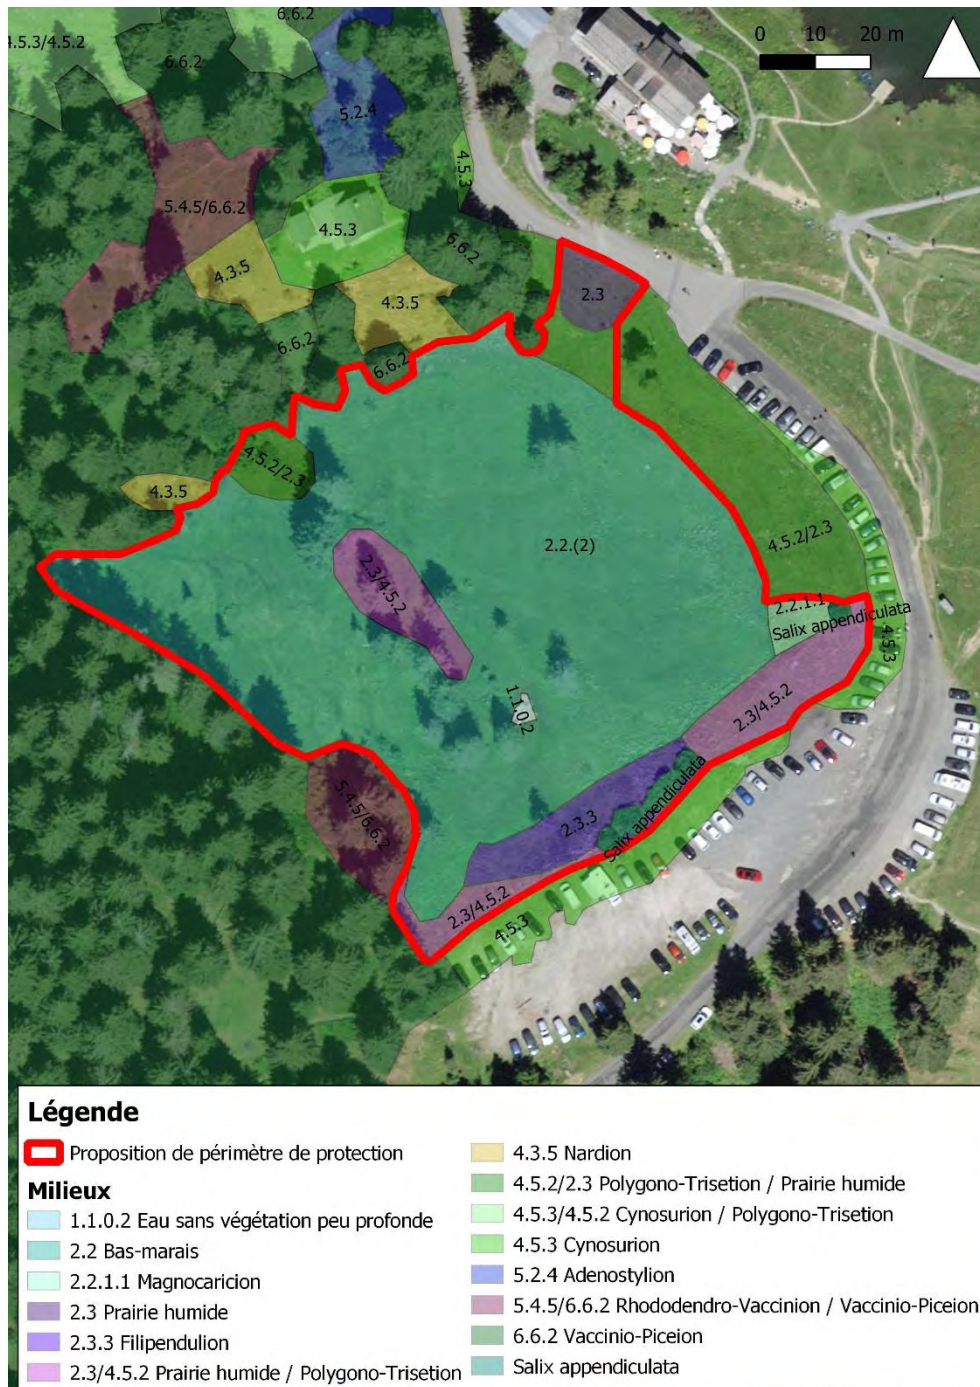 4.5.3/4.5.2
6.6.2
5.2.4
0 10 20 m
4.5.3
5.4.5/6.6.2
4.5.3
6.6.2
4.3.5
4.3.5
2.3
6.6.2
6.6.2
4.5.2/2.3
4.3.5
2.2.(2)
4.5.2/2.3
2.3/4.5.2
2.2.1.1
Salix appendiculata
4.5.3
1.1.0.2
2.3/4.5.2
5.4.5/6.6.2
2.3.3
Salix appendiculata
2.3/4.5.2
4.5.3
Légende
Proposition de périmètre de protection
Milieux
1.1.0.2 Eau sans végétation peu profonde
2.2 Bas-marais
2.2.1.1 Magnocaricion
2.3 Prairie humide
2.3.3 Filipendulion
2.3/4.5.2 Prairie humide / Polygono-Trisetion
4.3.5 Nardion
4.5.2/2.3 Polygono-Trisetion / Prairie humide
4.5.3/4.5.2 Cynosurion / Polygono-Trisetion
4.5.3 Cynosurion
5.2.4 Adenostylion
5.4.5/6.6.2 Rhododendro-Vaccinion / Vaccinio-Piceion
6.6.2 Vaccinio-Piceion
Salix appendiculata